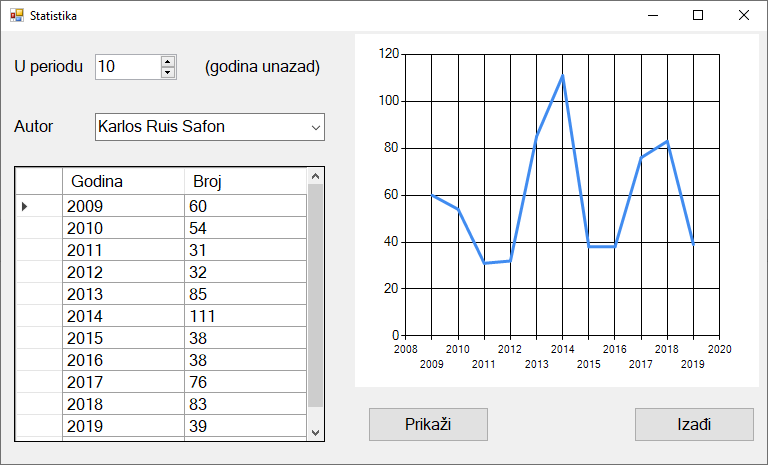 Statistika
U periodu 10 (godina unazad)
Autor Karlos Ruis Safon
Godina Broj
2009 60
2010 54
2011 31
2012 32
2013 85
2014 111
2015 38
2016 38
2017 76
2018 83
2019 39
120
100
80
60
40
20
0
2008 2010 2012 2014 2016 2018 2020
2009 2011 2013 2015 2017 2019
Prikaži Izađi